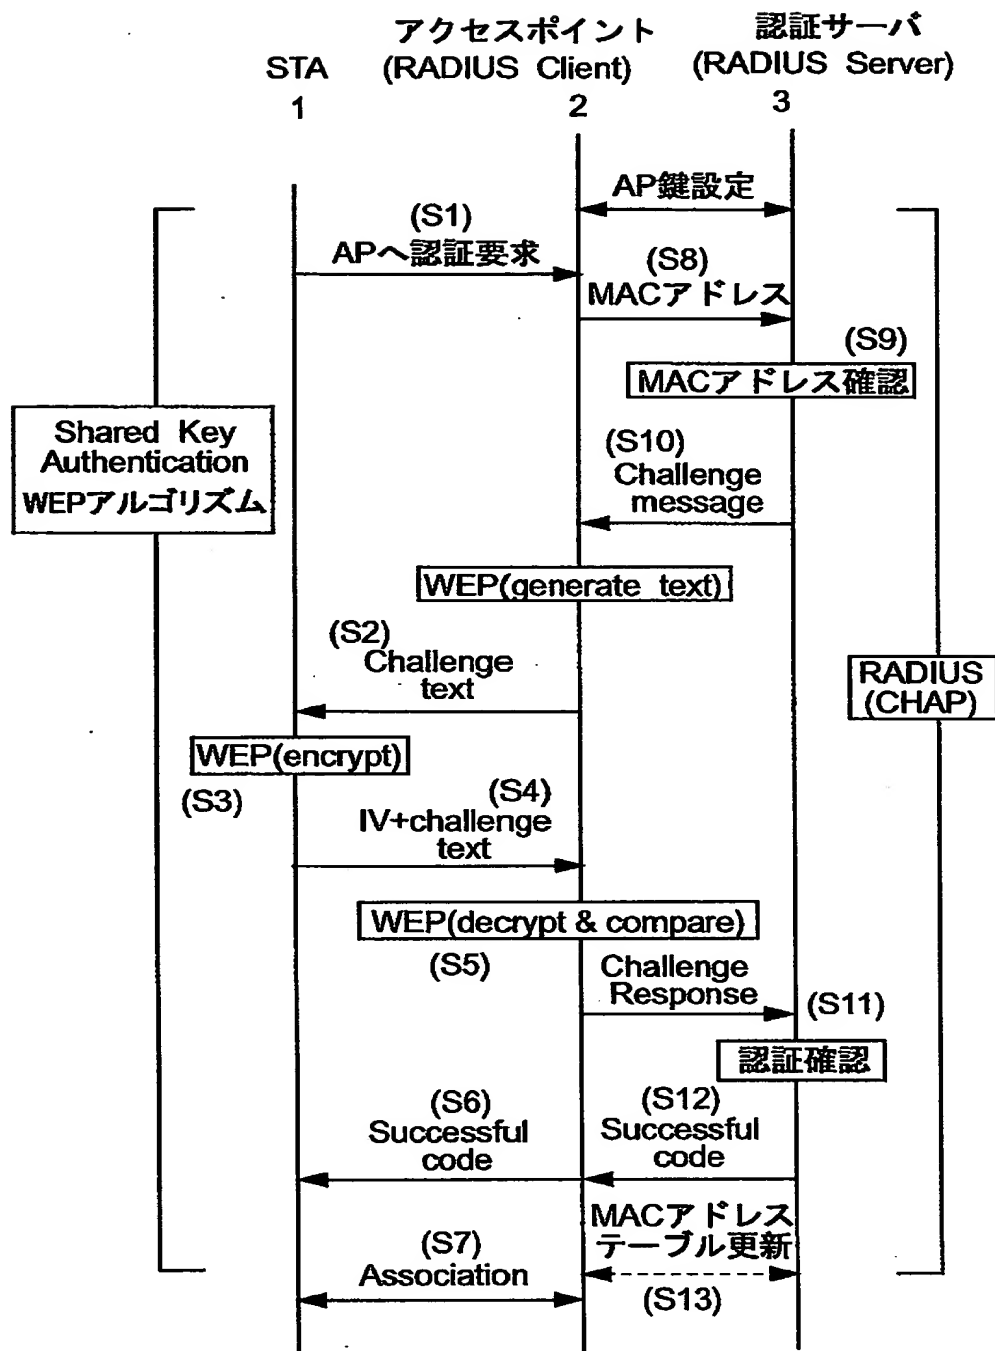 アクセスポイント
認証サーバ
STA
(RADIUS Client)
(RADIUS Server)
1
2
3
AP鍵設定
(S1)
APへ認証要求
(S8)
MACアドレス
(S9)
MACアドレス確認
Shared Key
Authentication
WEPアルゴリズム
(S10)
Challenge
message
WEP(generate text)
(S2)
Challenge
text
RADIUS
(CHAP)
WEP(encrypt)
(S3)
(S4)
IV+challenge
text
WEP(decrypt & compare)
(S5)
Challenge
Response
(S11)
認証確認
(S6)
Successful
code
(S12)
Successful
code
MACアドレス
テーブル更新
(S7)
Association
(S13)